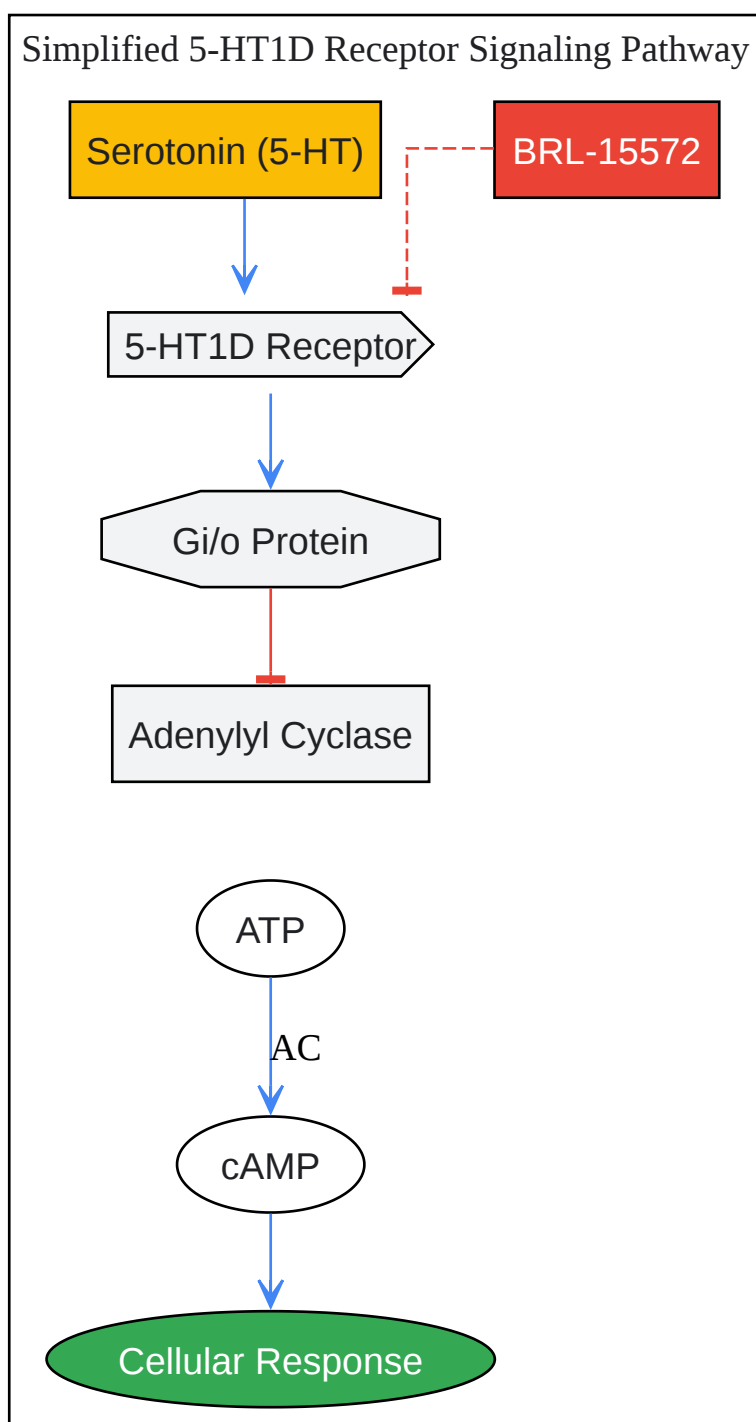 Simplified 5-HT1D Receptor Signaling Pathway
Serotonin (5-HT)
BRL-15572
5-HT1D Receptor
Gi/o Protein
Adenylyl Cyclase
ATP
AC
cAMP
Cellular Response